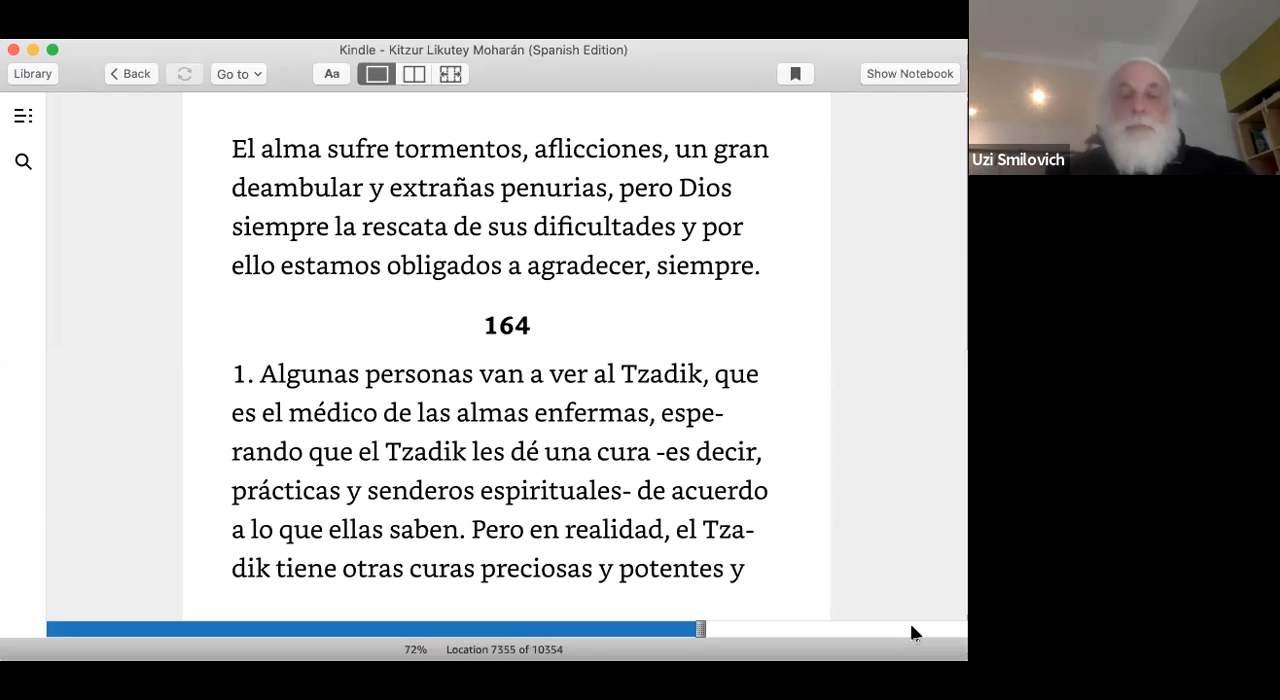 Kindle - Kitzur Likutey Moharán (Spanish Edition)
Library
Back
Go to
Aa
Show Notebook
El alma sufre tormentos, aflicciones, un gran
deambular y extrañas penurias, pero Dios
siempre la rescata de sus dificultades y por
ello estamos obligados a agradecer, siempre.
164
1. Algunas personas van a ver al Tzadik, que
es el médico de las almas enfermas, espe-
rando que el Tzadik les dé una cura -es decir,
prácticas y senderos espirituales- de acuerdo
a lo que ellas saben. Pero en realidad, el Tza-
dik tiene otras curas preciosas y potentes y
72% Location 7355 of 10354
Uzi Smilovich